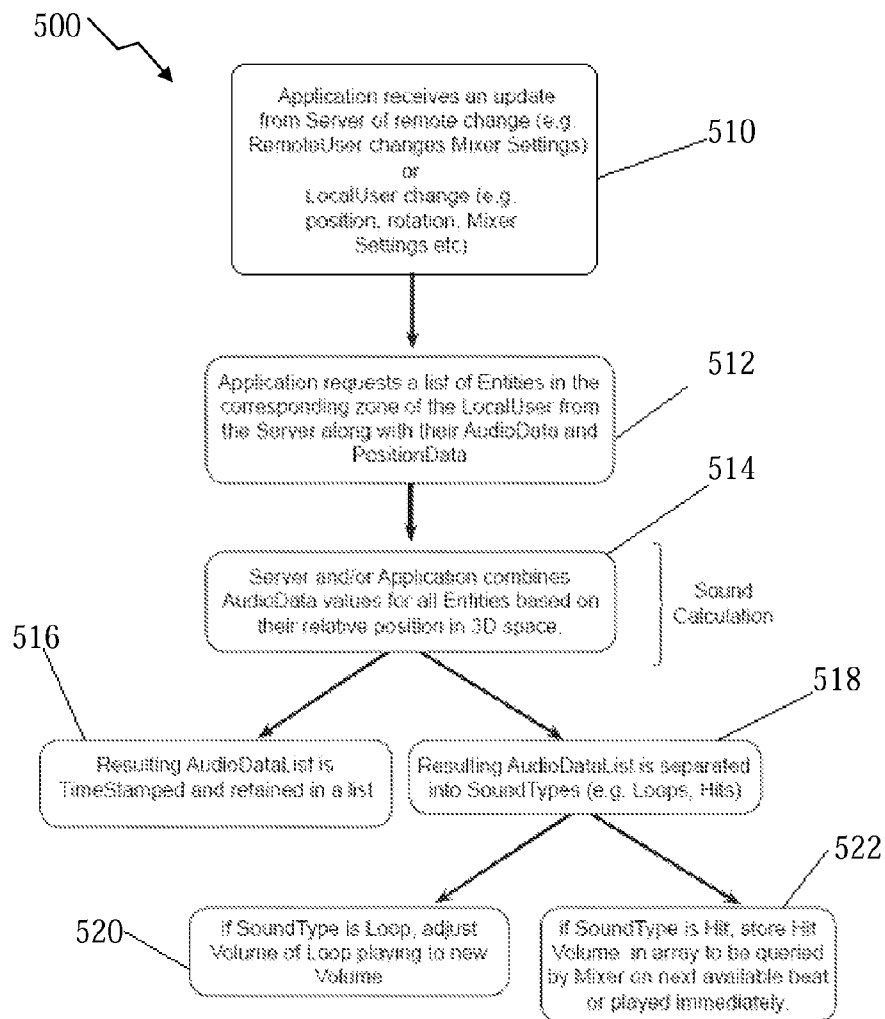 500
Application receives an update
from Server of remote change (e.g.
RemoteUser changes Mixer Settings)
or
LocalUser change (e.g.
position, rotation, Mixer
Settings etc)
510
Application requests a list of Entities in the
corresponding zone of the LocalUser from
the Server along with their AudioData and
PositionData
512
514
Server and/or Application combines
AudioData values for all Entities based on
their relative position in 3D space.
Sound
Calculation
516
518
Resulting AudioDataList is
TimeStamped and retained in a list
Resulting AudioDataList is separated
into SoundTypes (e.g. Loops, Hits)
520
522
if SoundType is Loop, adjust
Volume of Loop playing to new
Volume
if SoundType is Hit, store Hit
Volume in array to be queried
by Mixer on next available beat
or played immediately.